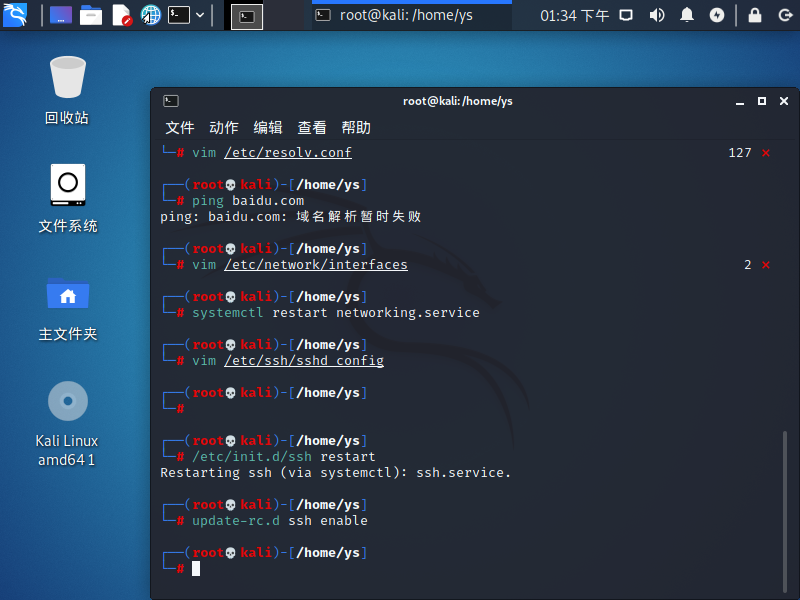 root@kali: /home/ys
01:34 下午
回收站
文件系统
主文件夹
Kali Linux
amd64 1
root@kali: /home/ys
文件 动作 编辑 查看 帮助
└─# vim /etc/resolv.conf 127 ✗
┌──(root💀kali)-[/home/ys]
└─# ping baidu.com
ping: baidu.com: 域名解析暂时失败
┌──(root💀kali)-[/home/ys]
└─# vim /etc/network/interfaces 2 ✗
┌──(root💀kali)-[/home/ys]
└─# systemctl restart networking.service
┌──(root💀kali)-[/home/ys]
└─# vim /etc/ssh/sshd_config
┌──(root💀kali)-[/home/ys]
└─#
┌──(root💀kali)-[/home/ys]
└─# /etc/init.d/ssh restart
Restarting ssh (via systemctl): ssh.service.
┌──(root💀kali)-[/home/ys]
└─# update-rc.d ssh enable
┌──(root💀kali)-[/home/ys]
└─#